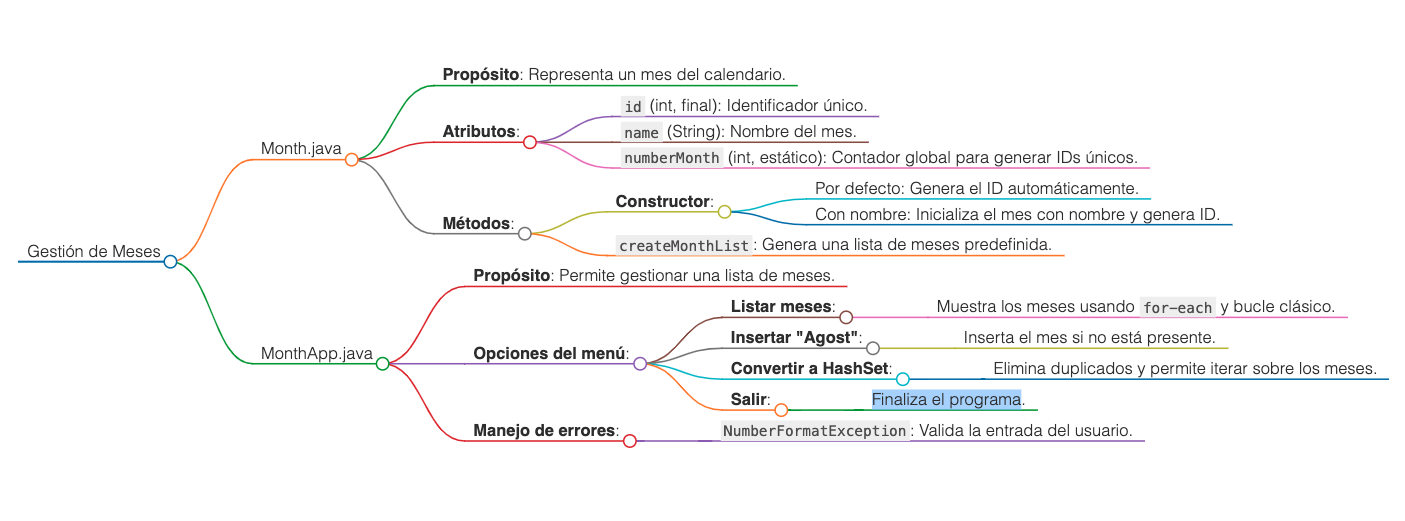 Gestión de Meses
Month.java
Propósito: Representa un mes del calendario.
Atributos:
id (int, final): Identificador único.
name (String): Nombre del mes.
numberMonth (int, estático): Contador global para generar IDs únicos.
Métodos:
Constructor:
Por defecto: Genera el ID automáticamente.
Con nombre: Inicializa el mes con nombre y genera ID.
createMonthList: Genera una lista de meses predefinida.
MonthApp.java
Propósito: Permite gestionar una lista de meses.
Opciones del menú:
Listar meses:
Muestra los meses usando for-each y bucle clásico.
Insertar "Agost":
Inserta el mes si no está presente.
Convertir a HashSet:
Elimina duplicados y permite iterar sobre los meses.
Salir:
Finaliza el programa.
Manejo de errores:
NumberFormatException: Valida la entrada del usuario.